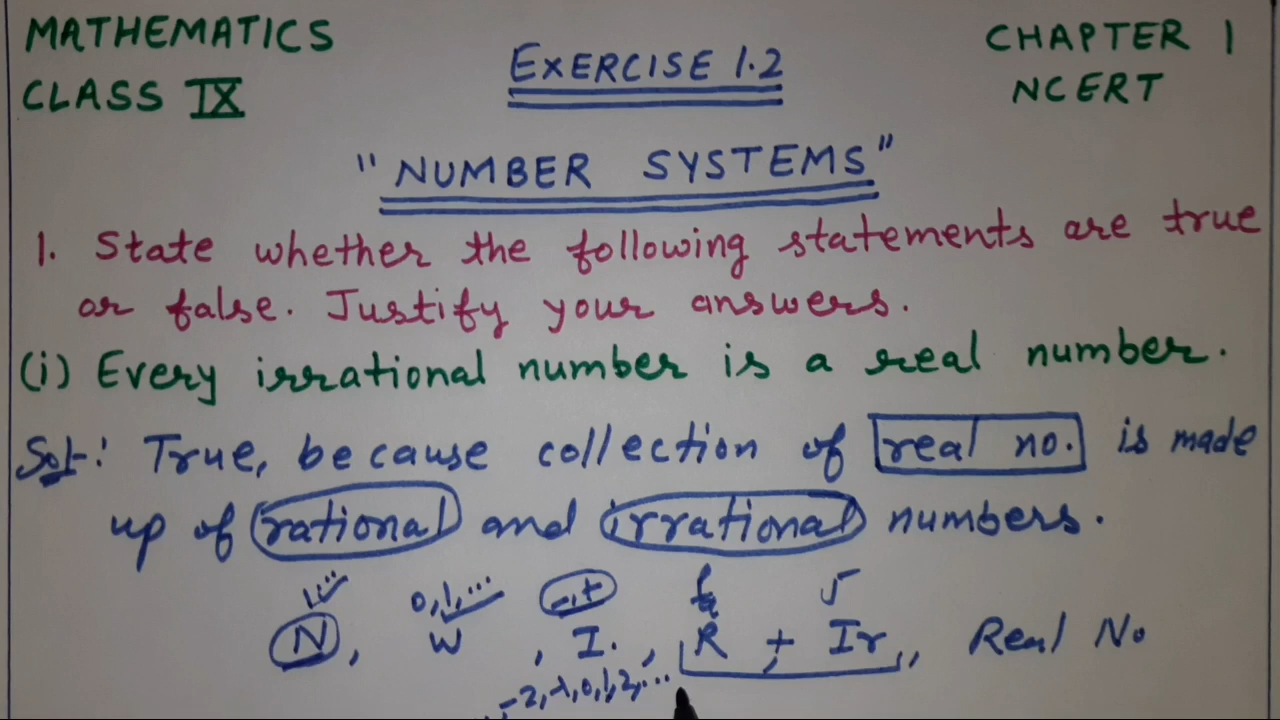 MATHEMATICS
CLASS IX
EXERCISE 1.2
CHAPTER 1
NCERT
"NUMBER SYSTEMS"
1. State whether the following statements are true
or false. Justify your answers.
(i) Every irrational number is a real number.
Sol-: True, because collection of real no. is made
up of rational and irrational numbers.
0,1,... -,+
N, W, I., R + Ir, Real No
-2,-1,0,1,2,...